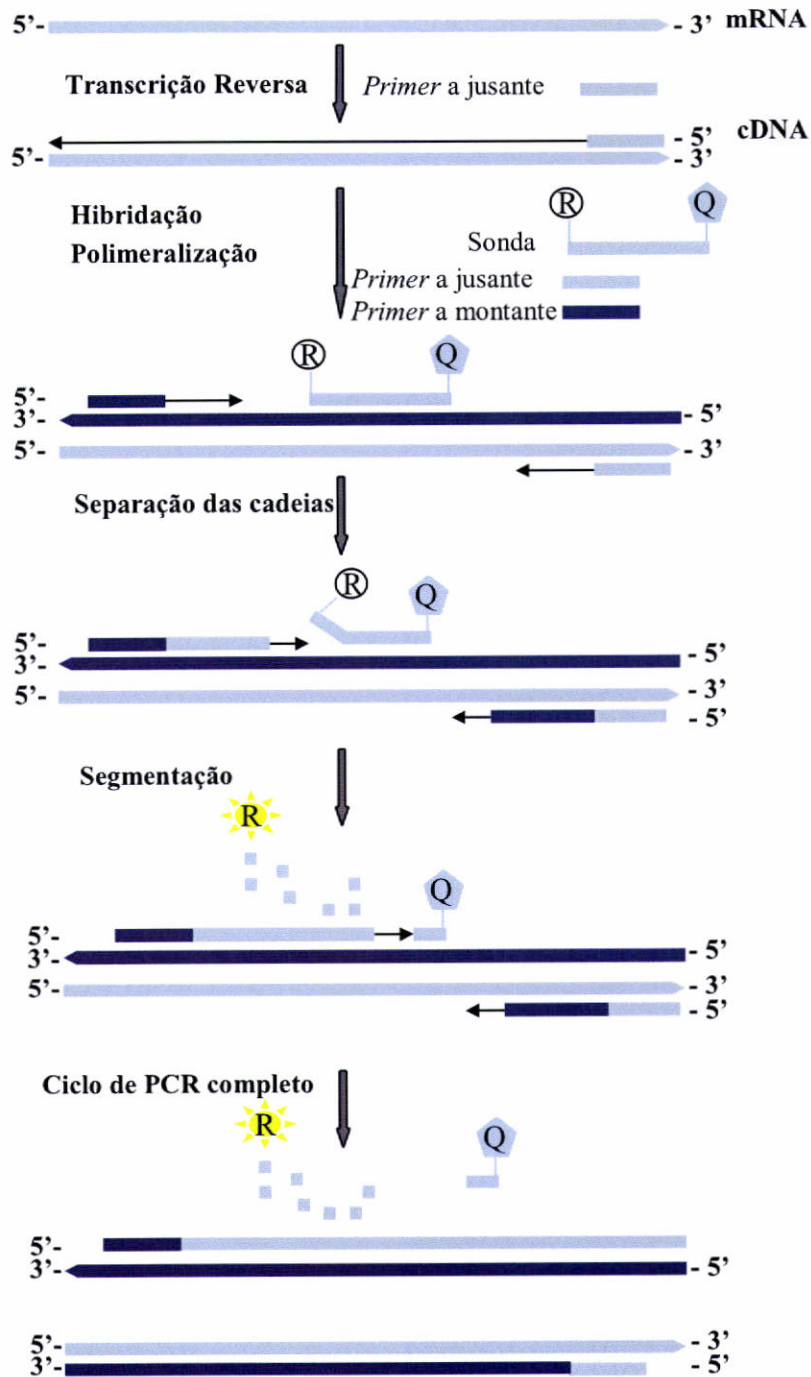 5’- - 3’ mRNA
Transcrição Reversa Primer a jusante
- 5’ cDNA
5’- - 3’
Hibridação
Polimeralização
R Q
Sonda
Primer a jusante
Primer a montante
R Q
5’-
3’- - 5’
5’- - 3’
Separação das cadeias
R Q
5’-
3’- - 5’
5’- - 3’
- 5’
Segmentação
R
Q
5’-
3’- - 5’
5’- - 3’
- 5’
Ciclo de PCR completo
R Q
5’-
3’- - 5’
5’- - 3’
3’- - 5’